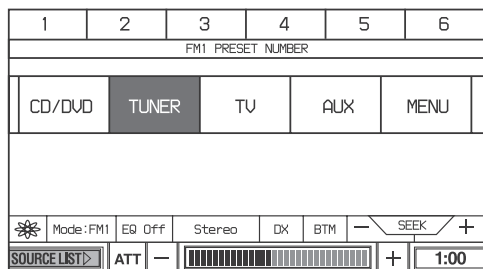 1 2 3 4 5 6
FM1 PRESET NUMBER
CD/DVD TUNER TV AUX MENU
Mode:FM1 EQ Off Stereo DX BTM — SEEK +
SOURCE LIST ATT — + 1:00